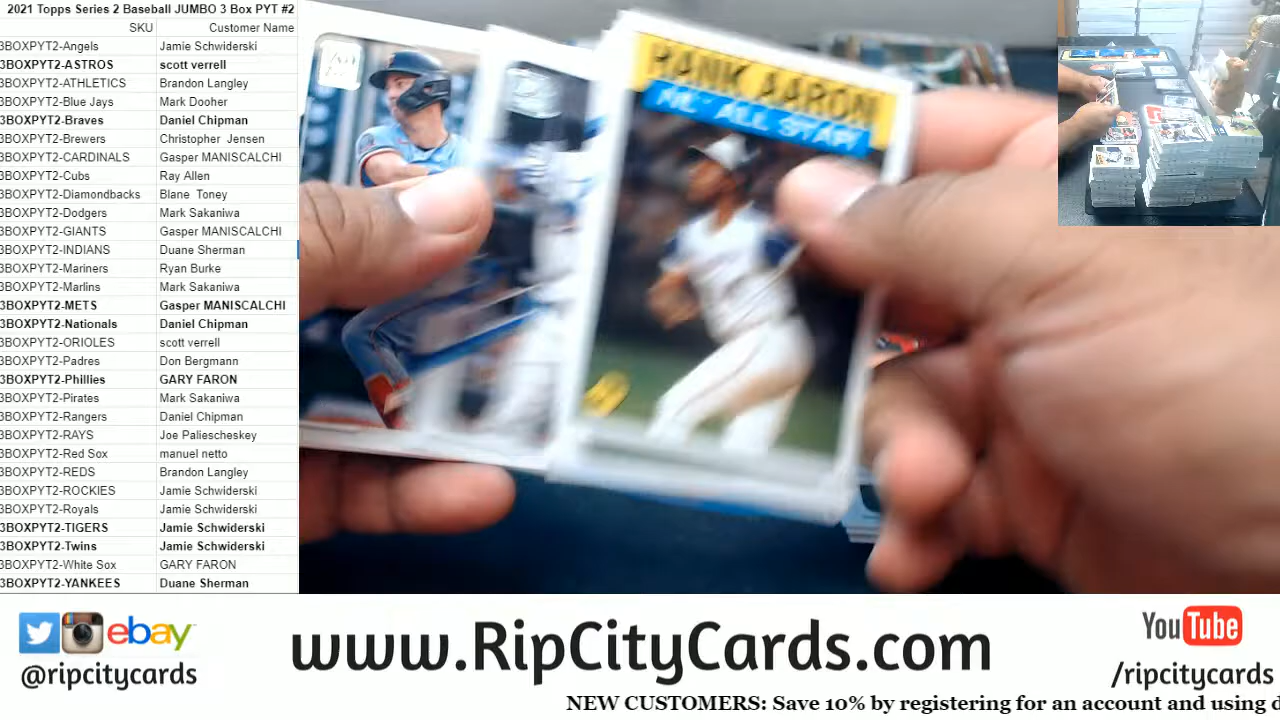 2021 Topps Series 2 Baseball JUMBO 3 Box PYT #2
SKU Customer Name
3BOXPYT2-Angels Jamie Schwiderski
3BOXPYT2-ASTROS scott verrell
3BOXPYT2-ATHLETICS Brandon Langley
3BOXPYT2-Blue Jays Mark Dooher
3BOXPYT2-Braves Daniel Chipman
3BOXPYT2-Brewers Christopher Jensen
3BOXPYT2-CARDINALS Gasper MANISCALCHI
3BOXPYT2-Cubs Ray Allen
3BOXPYT2-Diamondbacks Blane Toney
3BOXPYT2-Dodgers Mark Sakaniwa
3BOXPYT2-GIANTS Gasper MANISCALCHI
3BOXPYT2-INDIANS Duane Sherman
3BOXPYT2-Mariners Ryan Burke
3BOXPYT2-Marlins Mark Sakaniwa
3BOXPYT2-METS Gasper MANISCALCHI
3BOXPYT2-Nationals Daniel Chipman
3BOXPYT2-ORIOLES scott verrell
3BOXPYT2-Padres Don Bergmann
3BOXPYT2-Phillies GARY FARON
3BOXPYT2-Pirates Mark Sakaniwa
3BOXPYT2-Rangers Daniel Chipman
3BOXPYT2-RAYS Joe Paliescheskey
3BOXPYT2-Red Sox manuel netto
3BOXPYT2-REDS Brandon Langley
3BOXPYT2-ROCKIES Jamie Schwiderski
3BOXPYT2-Royals Jamie Schwiderski
3BOXPYT2-TIGERS Jamie Schwiderski
3BOXPYT2-Twins Jamie Schwiderski
3BOXPYT2-White Sox GARY FARON
3BOXPYT2-YANKEES Duane Sherman
HANK AARON
NL ALL STAR
ebay
@ripcitycards
www.RipCityCards.com
YouTube
/ripcitycards
NEW CUSTOMERS: Save 10% by registering for an account and using